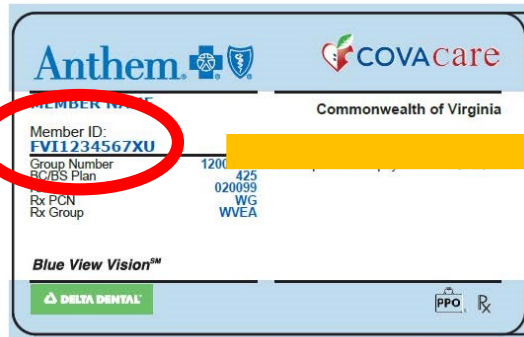 Anthem
COVAcare
MEMBER NAME
Commonwealth of Virginia
Member ID:
FVI1234567XU
Group Number 1200
BC/BS Plan 425
020099
Rx PCN WG
Rx Group WVEA
Blue View Vision℠
DELTA DENTAL
PPO Rx